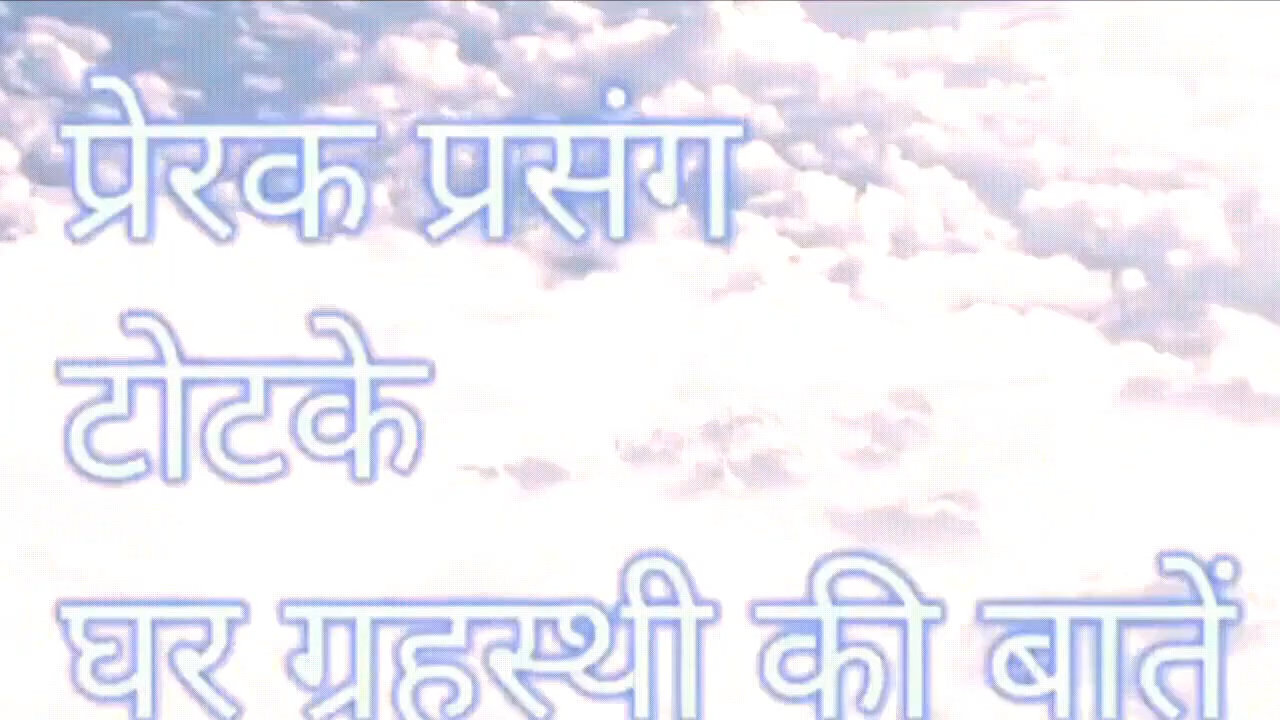 प्रेरक प्रसंग
टोटके
घर ग्रहस्थी की बातें